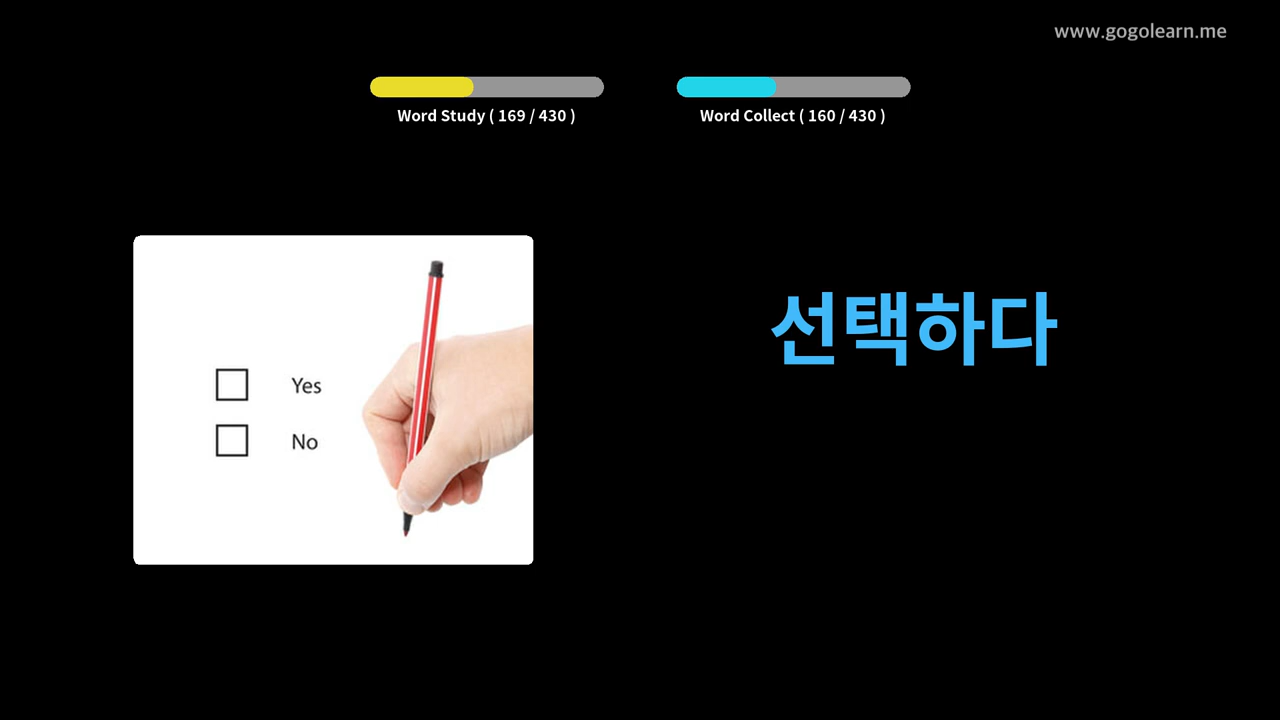 www.gogolearn.me
Word Study ( 169 / 430 )
Word Collect ( 160 / 430 )
선택하다
Yes
No